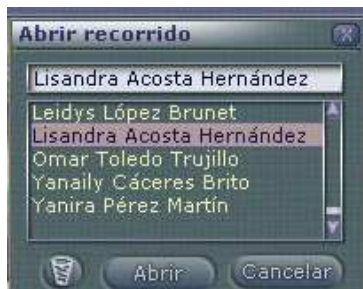 Abrir recorrido
Lisandra Acosta Hernández
Leidys López Brunet
Lisandra Acosta Hernández
Omar Toledo Trujillo
Yanaily Cáceres Brito
Yanira Pérez Martín
Abrir Cancelar